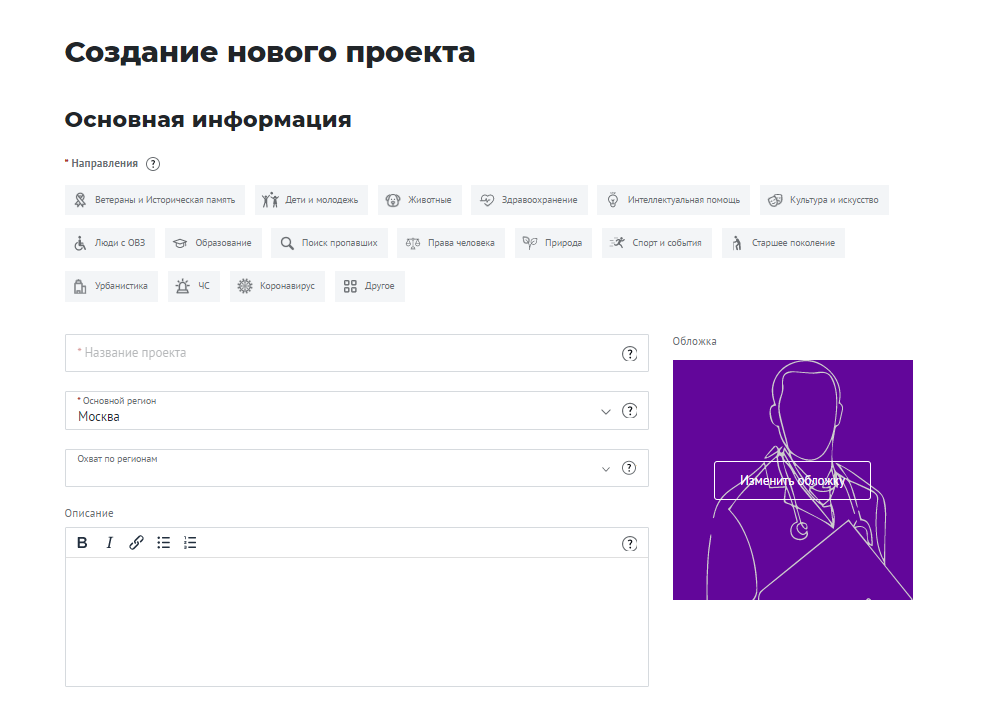 Создание нового проекта
Основная информация
* Направления ?
Ветераны и Историческая память Дети и молодежь Животные Здравоохранение Интеллектуальная помощь Культура и искусство
Люди с ОВЗ Образование Поиск пропавших Права человека Природа Спорт и события Старшее поколение
Урбанистика ЧС Коронавирус Другое
* Название проекта ?
Обложка
* Основной регион
Москва ?
Охват по регионам ?
Изменить обложку
Описание
B I ?